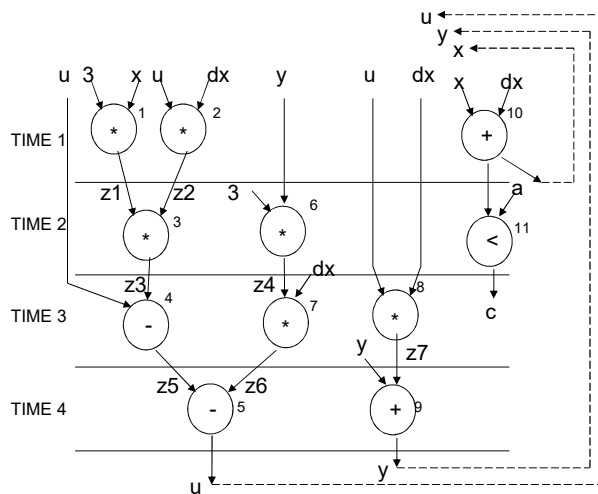 u
y
x
u 3 x u dx y u dx x dx
1 2 10
TIME 1 * * +
z1 z2 3 a
TIME 2 3 6 11
* * <
z3 z4 dx
4 7 8 c
TIME 3 - * *
y z7
z5 z6
TIME 4 - 5 + 9
y
u